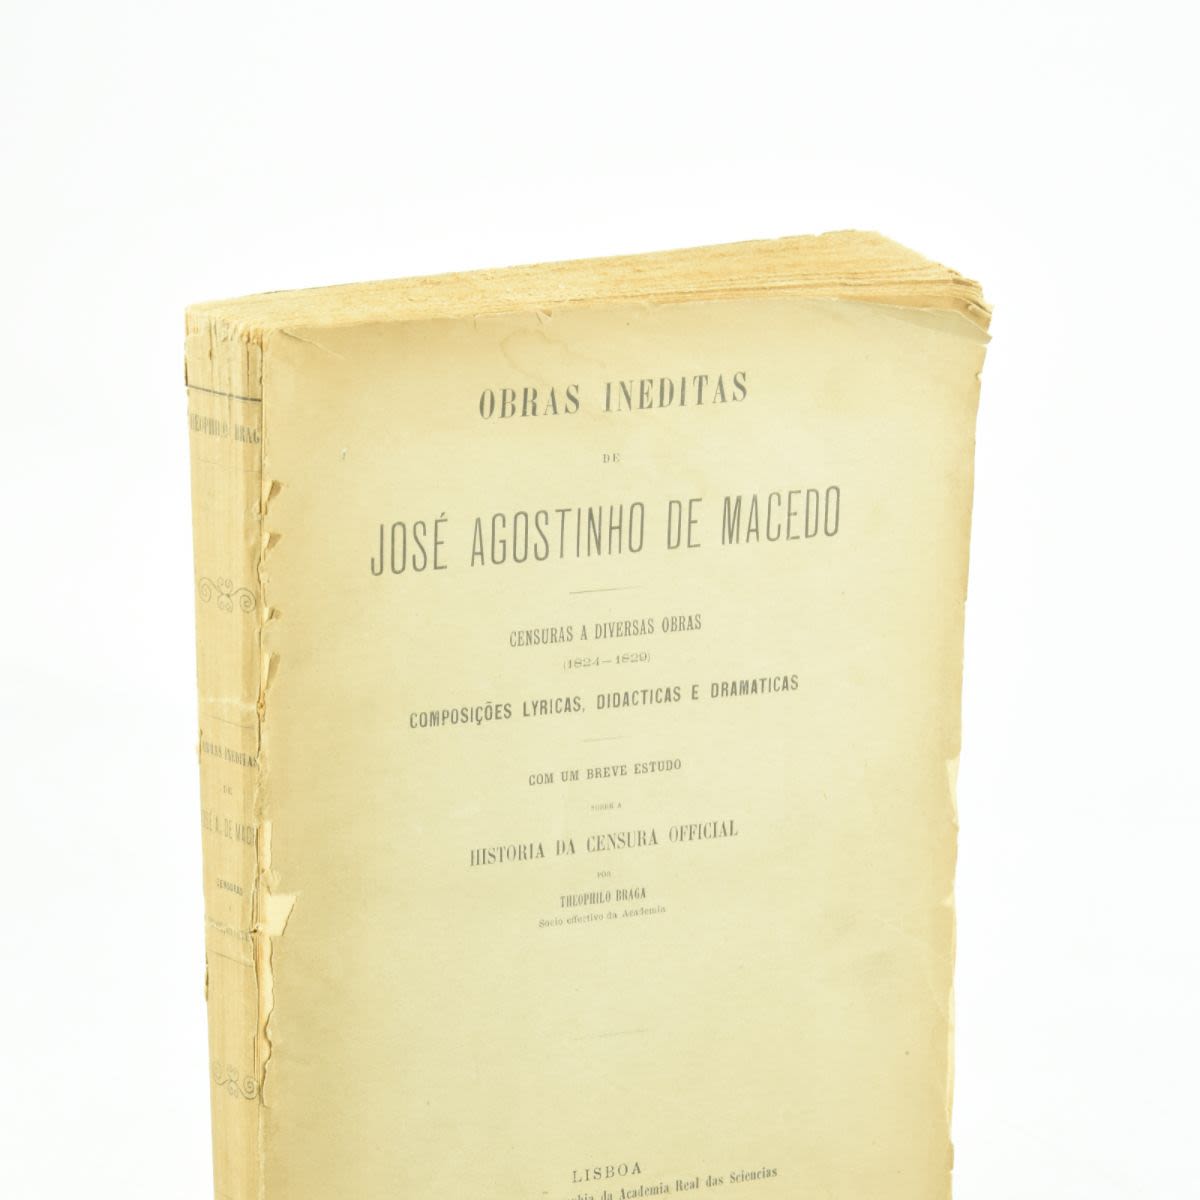 OBRAS INEDITAS
DE
JOSÉ AGOSTINHO DE MACEDO
CENSURAS A DIVERSAS OBRAS
(1824—1829)
COMPOSIÇÕES LYRICAS, DIDACTICAS E DRAMATICAS
COM UM BREVE ESTUDO
SOBRE A
HISTORIA DA CENSURA OFFICIAL
POR
THEOPHILO BRAGA
Socio effectivo da Academia
LISBOA
da Academia Real das Sciencias
THEOPHILO BRAG
OBRAS INEDITAS
DE
A. DE
CENSURAS